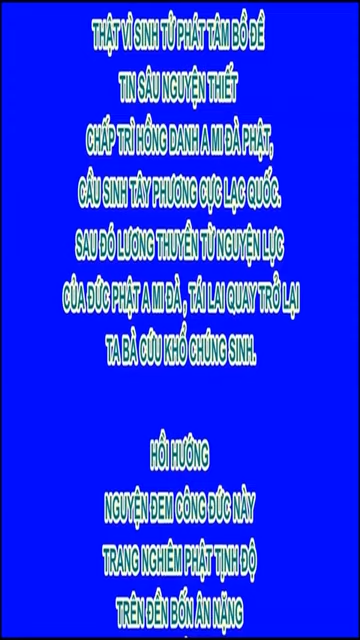 THẬT VÌ SINH TỬ PHÁT TÂM BỒ ĐỀ
TIN SÂU NGUYỆN THIẾT
CHẤP TRÌ HỒNG DANH A MI ĐÀ PHẬT,
CẦU SINH TÂY PHƯƠNG CỰC LẠC QUỐC.
SAU ĐÓ LƯƠNG THUYỀN TỪ NGUYỆN LỰC
CỦA ĐỨC PHẬT A MI ĐÀ , TÁI LAI QUAY TRỞ LẠI
TA BÀ CỨU KHỔ CHÚNG SINH.
HỒI HƯỚNG
NGUYỆN ĐEM CÔNG ĐỨC NÀY
TRANG NGHIÊM PHẬT TỊNH ĐỘ
TRÊN ĐỀN BỐN ÂN NẶNG